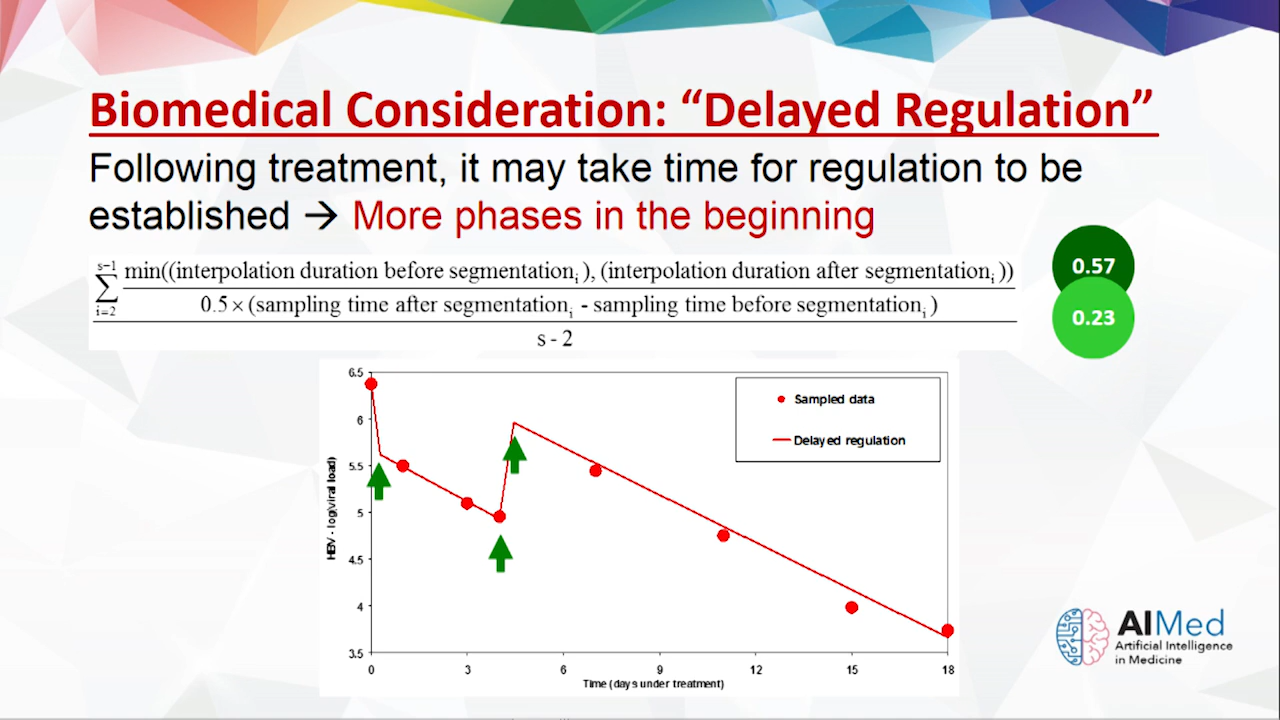 Biomedical Consideration: “Delayed Regulation”
Following treatment, it may take time for regulation to be
established → More phases in the beginning
s−1
∑
i=2
min((interpolation duration before segmentation_i), (interpolation duration after segmentation_i))
0.5 × (sampling time after segmentation_i - sampling time before segmentation_i)
s - 2
0.57
0.23
6.5
6
5.5
5
4.5
4
3.5
HBV - log(viral load)
Sampled data
Delayed regulation
0 3 6 9 12 15 18
Time (days under treatment)
AIMed
Artificial Intelligence
in Medicine